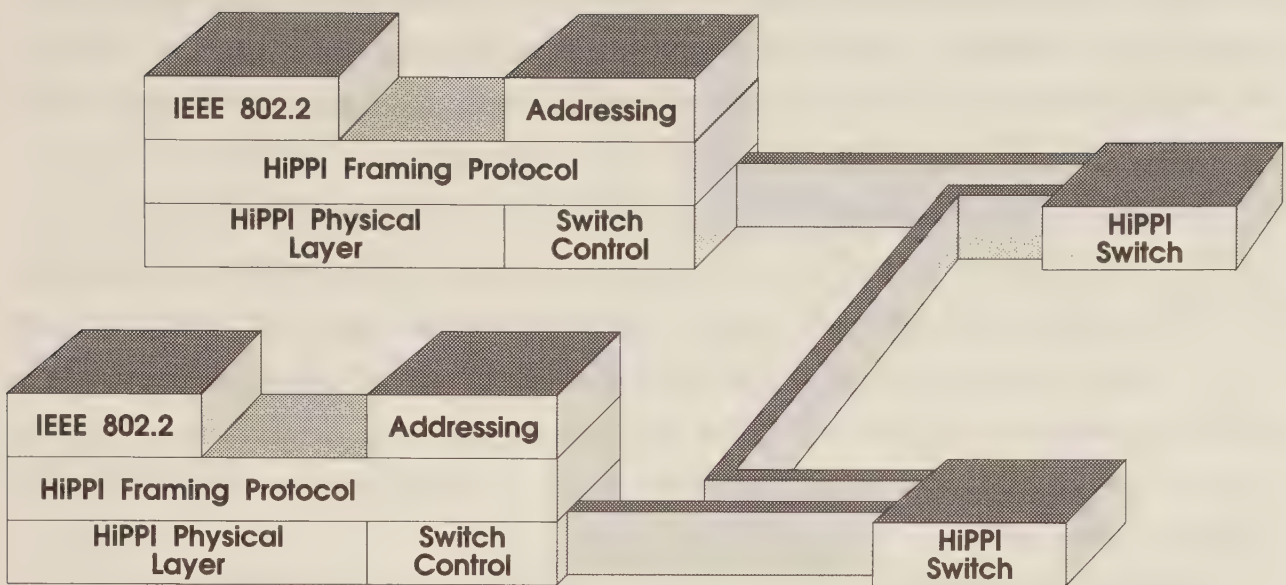 IEEE 802.2
Addressing
HiPPI Framing Protocol
HiPPI Physical
Layer
Switch
Control
HiPPI
Switch
IEEE 802.2
Addressing
HiPPI Framing Protocol
HiPPI Physical
Layer
Switch
Control
HiPPI
Switch